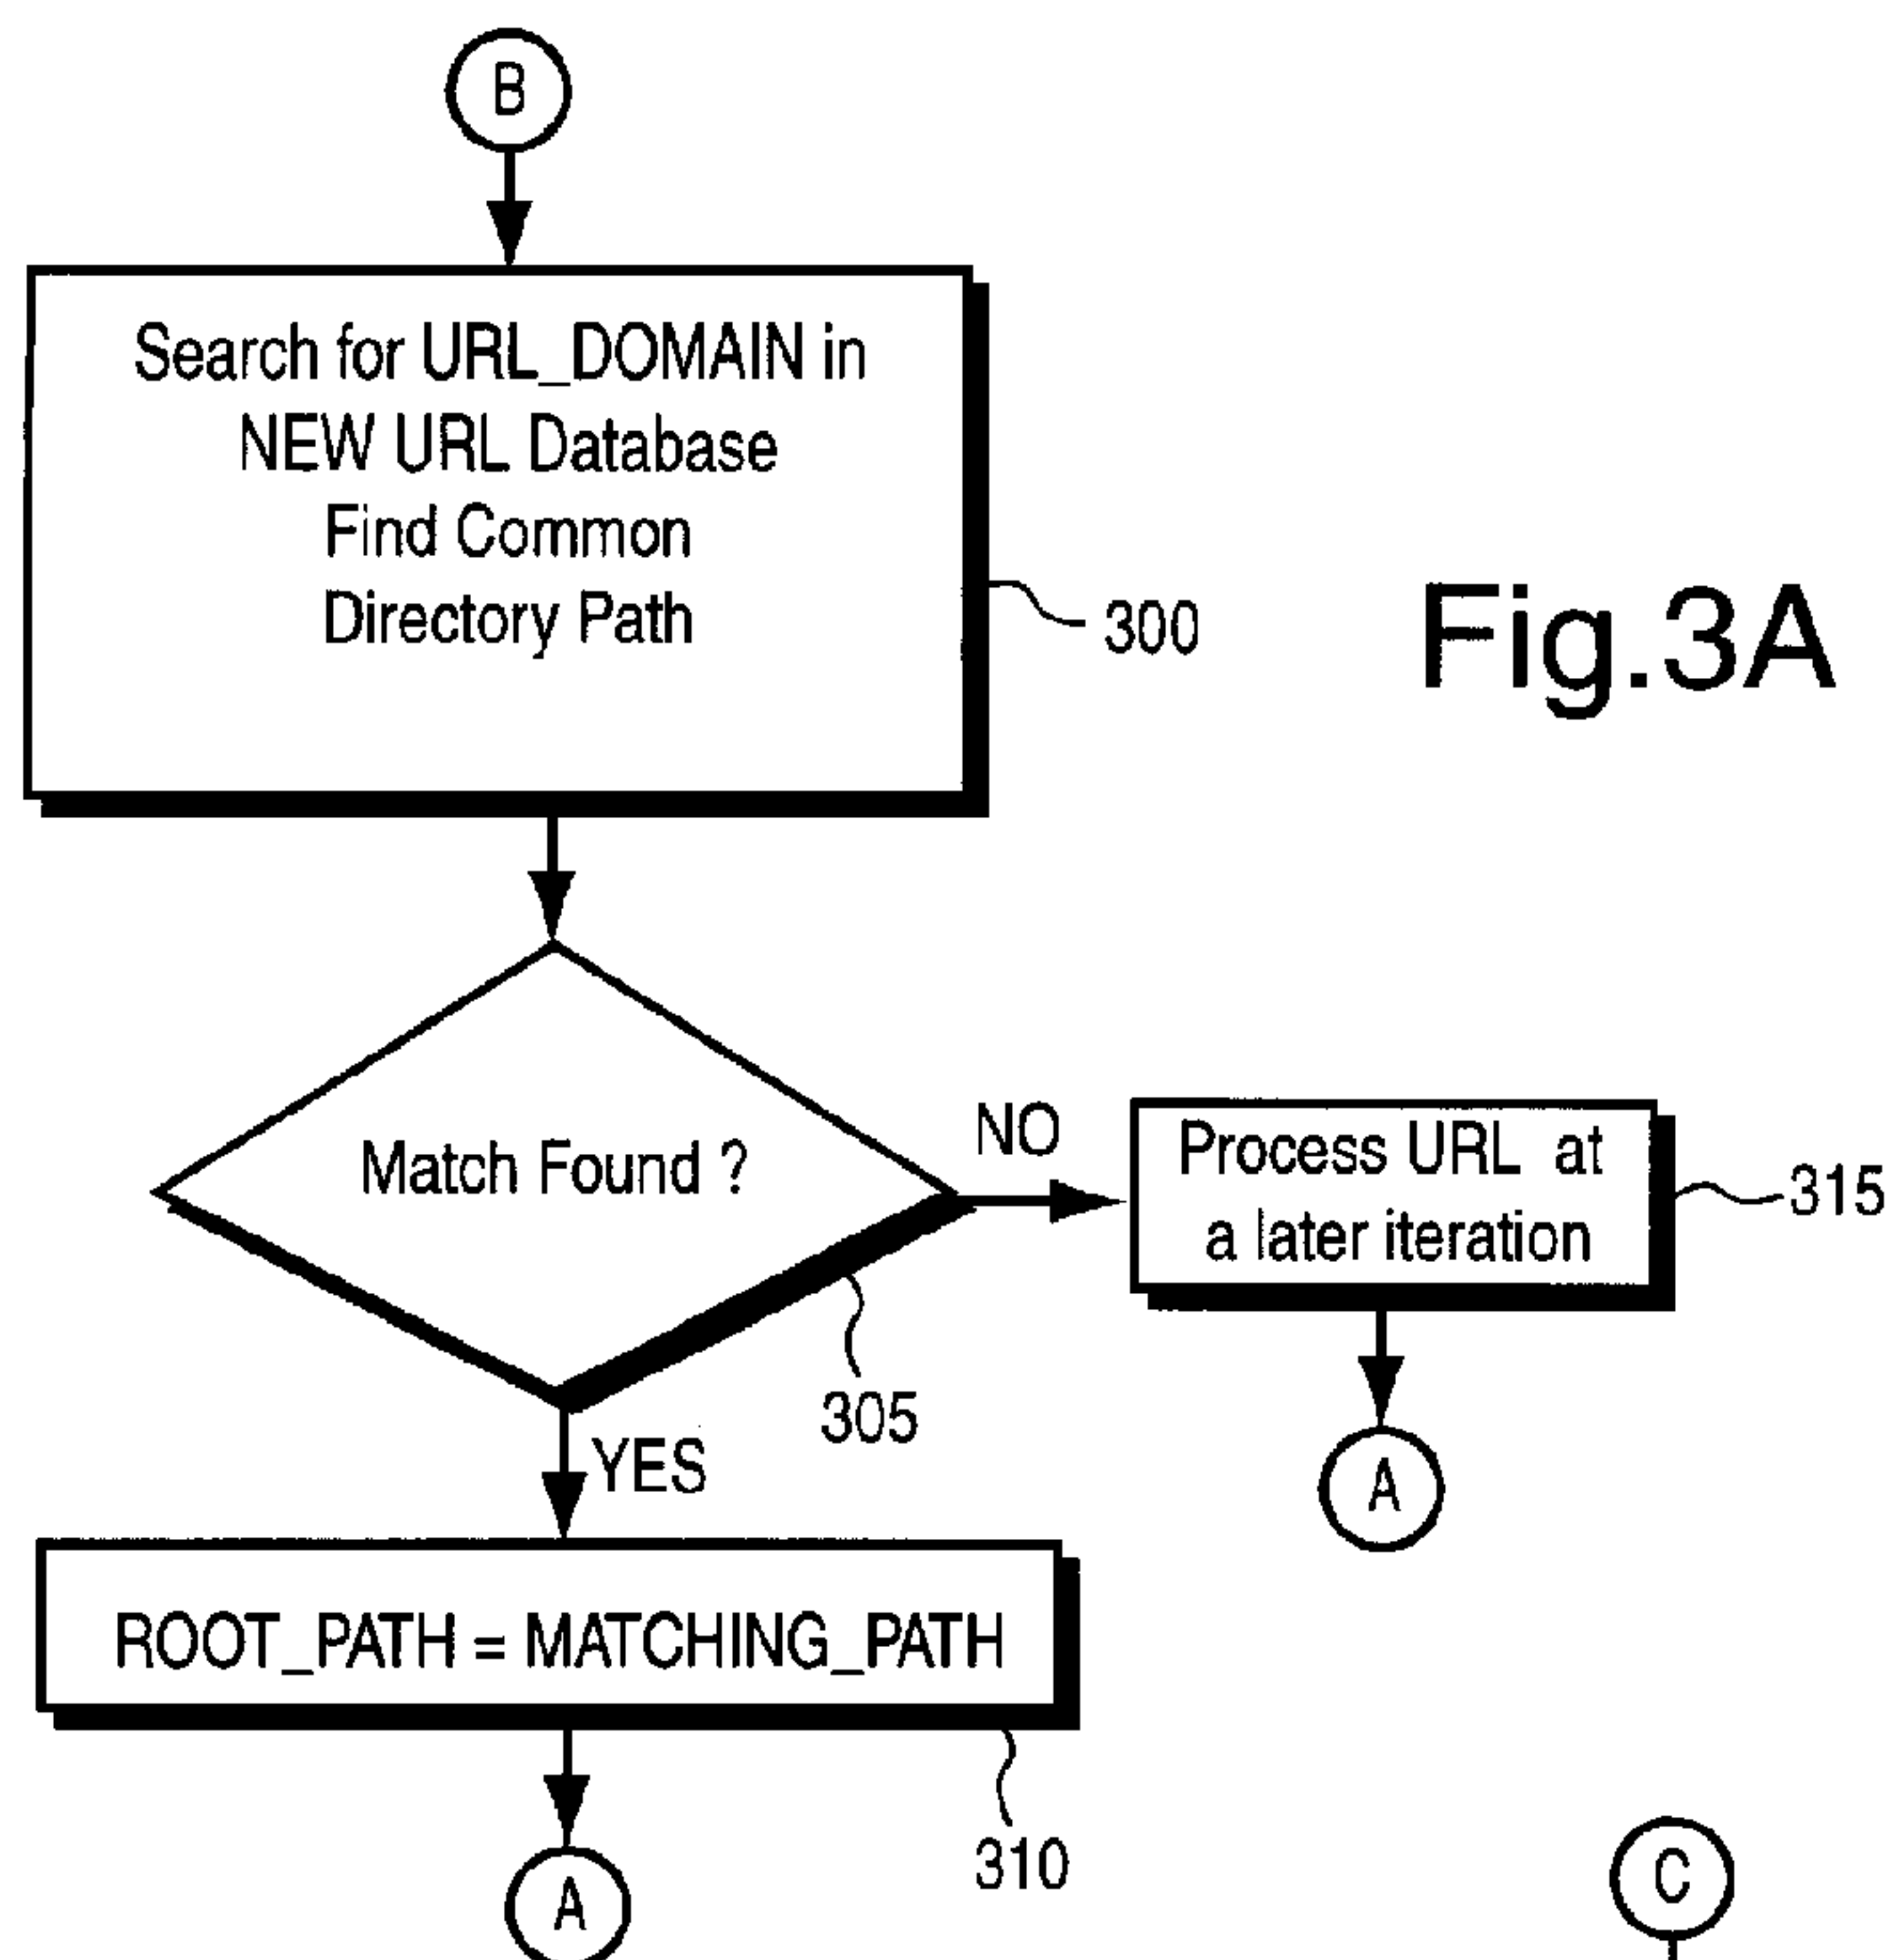 B
Search for URL_DOMAIN in
NEW URL Database
Find Common
Directory Path
300
Fig.3A
Match Found ?
NO
Process URL at
a later iteration
315
305
YES
A
ROOT_PATH = MATCHING_PATH
310
A
C